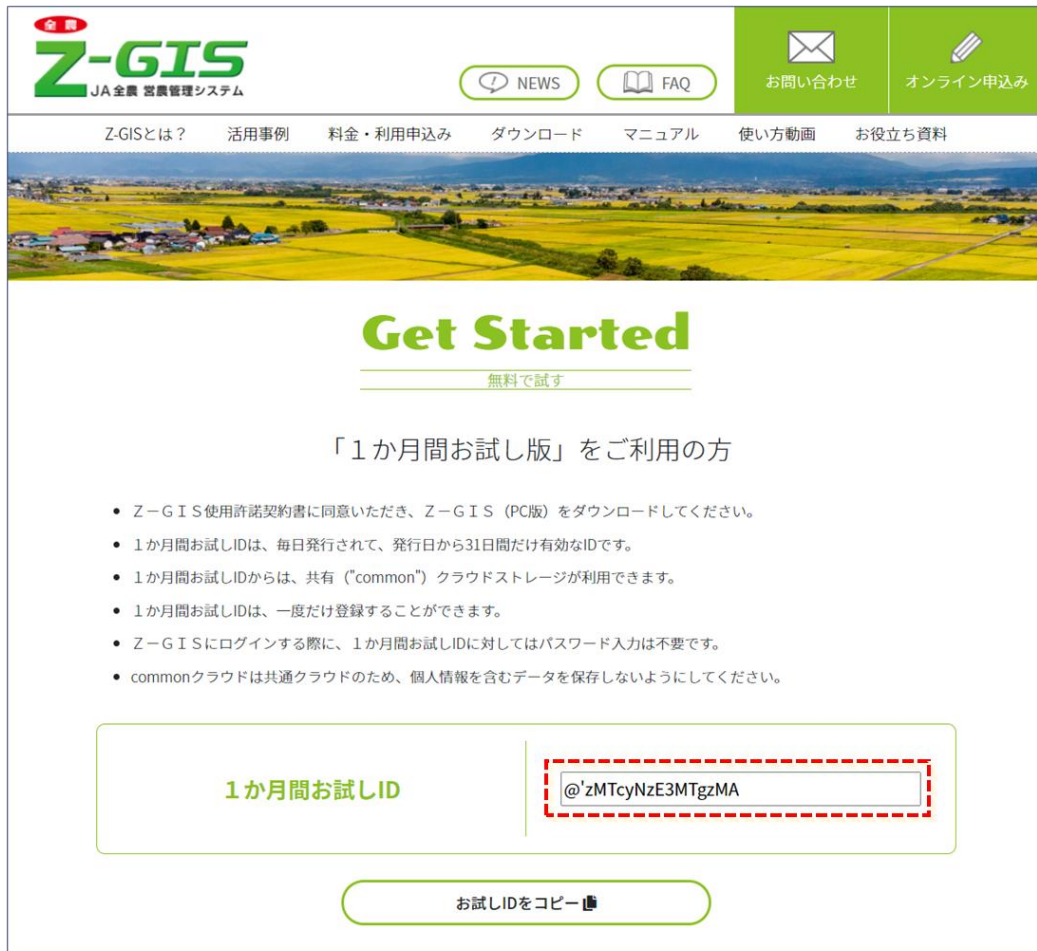 全農
Z-GIS
JA全農 営農管理システム
NEWS
FAQ
お問い合わせ
オンライン申込み
Z-GISとは？ 活用事例 料金・利用申込み ダウンロード マニュアル 使い方動画 お役立ち資料
Get Started
無料で試す
「１か月間お試し版」をご利用の方
• Ｚ－ＧＩＳ使用許諾契約書に同意いただき、Ｚ－ＧＩＳ（PC版）をダウンロードしてください。
• １か月間お試しIDは、毎日発行されて、発行日から31日間だけ有効なIDです。
• １か月間お試しIDからは、共有（"common"）クラウドストレージが利用できます。
• １か月間お試しIDは、一度だけ登録することができます。
• Ｚ－ＧＩＳにログインする際に、１か月間お試しIDに対してはパスワード入力は不要です。
• commonクラウドは共通クラウドのため、個人情報を含むデータを保存しないようにしてください。
１か月間お試しID
@'zMTcyNzE3MTgzMA
お試しIDをコピー